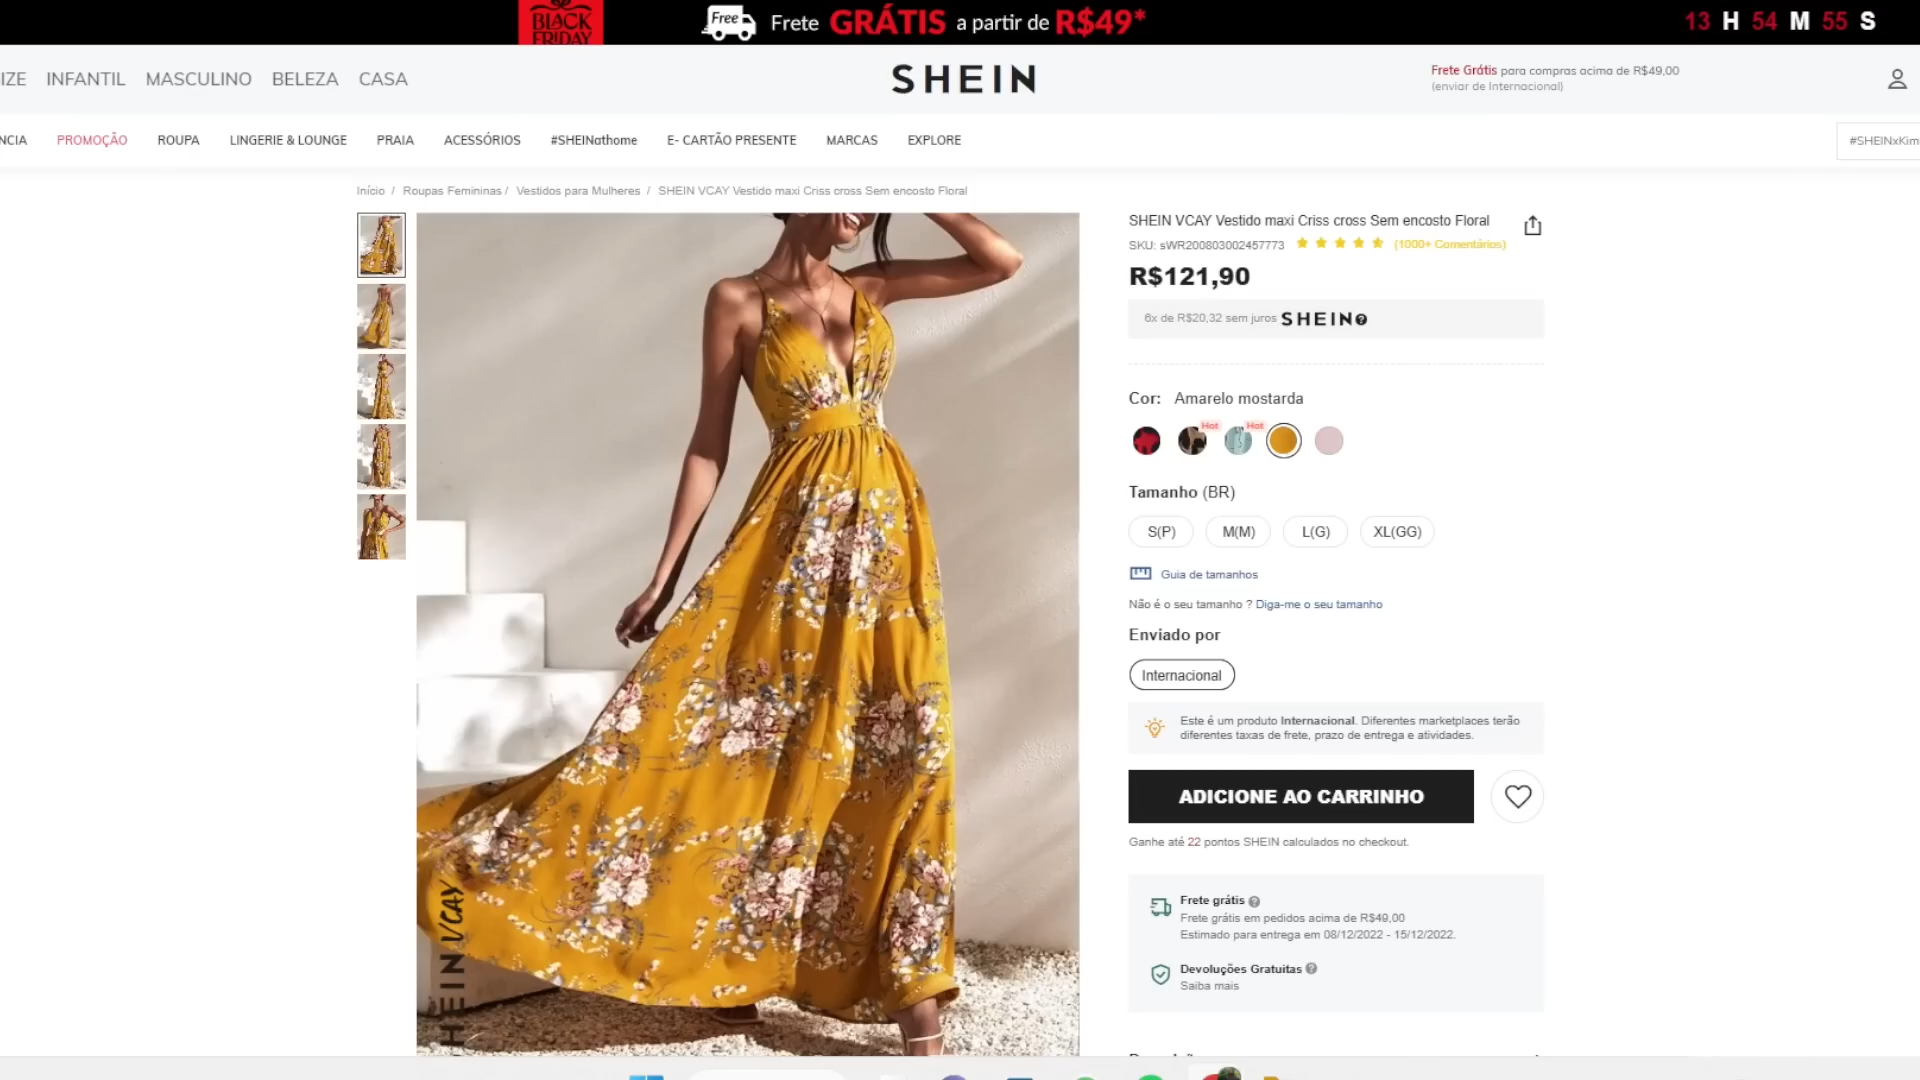 BLACK FRIDAY
Free
Frete GRÁTIS a partir de R$49*
13 H 54 M 55 S
IZE INFANTIL MASCULINO BELEZA CASA
SHEIN
Frete Grátis para compras acima de R$49,00
(enviar de Internacional)
NCIA PROMOÇÃO ROUPA LINGERIE & LOUNGE PRAIA ACESSÓRIOS #SHEINathome E- CARTÃO PRESENTE MARCAS EXPLORE
#SHEINxKim
Início / Roupas Femininas / Vestidos para Mulheres / SHEIN VCAY Vestido maxi Criss cross Sem encosto Floral
SHEIN VCAY Vestido maxi Criss cross Sem encosto Floral
SKU: sWR200803002457773 (1000+ Comentários)
R$121,90
6x de R$20,32 sem juros SHEIN
Cor: Amarelo mostarda
Hot Hot
Tamanho (BR)
S(P) M(M) L(G) XL(GG)
Guia de tamanhos
Não é o seu tamanho ? Diga-me o seu tamanho
Enviado por
Internacional
Este é um produto Internacional. Diferentes marketplaces terão
diferentes taxas de frete, prazo de entrega e atividades.
ADICIONE AO CARRINHO
Ganhe até 22 pontos SHEIN calculados no checkout.
Frete grátis
Frete grátis em pedidos acima de R$49,00
Estimado para entrega em 08/12/2022 - 15/12/2022.
Devoluções Gratuitas
Saiba mais
SHEIN VCAY